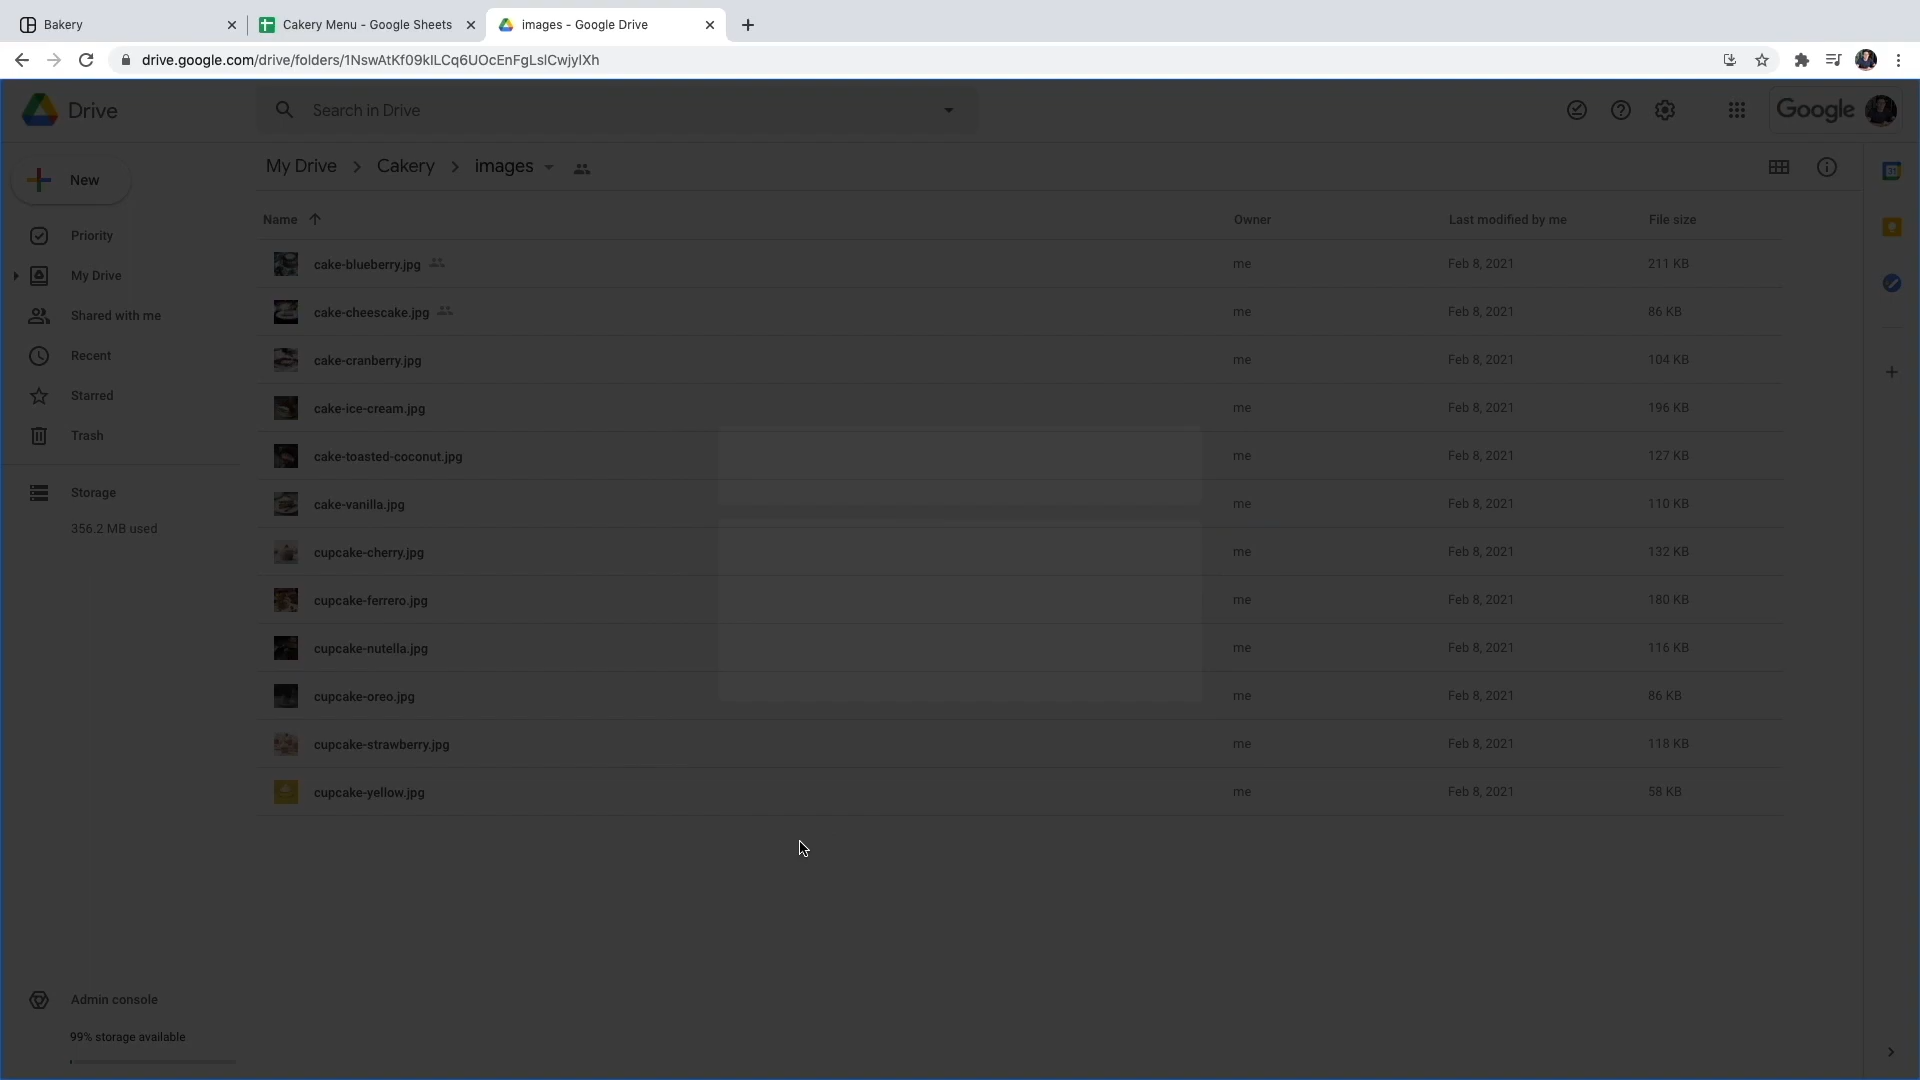 Bakery
Cakery Menu - Google Sheets
images - Google Drive
drive.google.com/drive/folders/1NswAtKf09kILCq6UOcEnFgLslCwjylXh
Drive
Search in Drive
Google
New
My Drive
Cakery
images
Priority
My Drive
Shared with me
Recent
Starred
Trash
Storage
356.2 MB used
Name Owner Last modified by me File size
cake-blueberry.jpg me Feb 8, 2021 211 KB
cake-cheescake.jpg me Feb 8, 2021 86 KB
cake-cranberry.jpg me Feb 8, 2021 104 KB
cake-ice-cream.jpg me Feb 8, 2021 196 KB
cake-toasted-coconut.jpg me Feb 8, 2021 127 KB
cake-vanilla.jpg me Feb 8, 2021 110 KB
cupcake-cherry.jpg me Feb 8, 2021 132 KB
cupcake-ferrero.jpg me Feb 8, 2021 180 KB
cupcake-nutella.jpg me Feb 8, 2021 116 KB
cupcake-oreo.jpg me Feb 8, 2021 86 KB
cupcake-strawberry.jpg me Feb 8, 2021 118 KB
cupcake-yellow.jpg me Feb 8, 2021 58 KB
31
Admin console
99% storage available